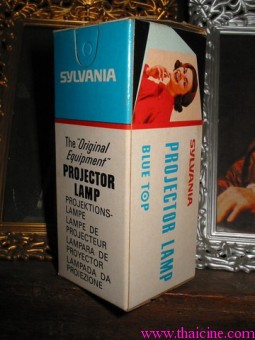 SYLVANIA
The "Original
Equipment"
PROJECTOR
LAMP
PROJEKTIONS-
LAMPE
LAMPE DE
PROJECTEUR
LAMPARA DE
PROYECTOR
LAMPADA DA
PROIEZIONE
SYLVANIA
PROJECTOR LAMP
BLUE TOP
www.thaicine.com